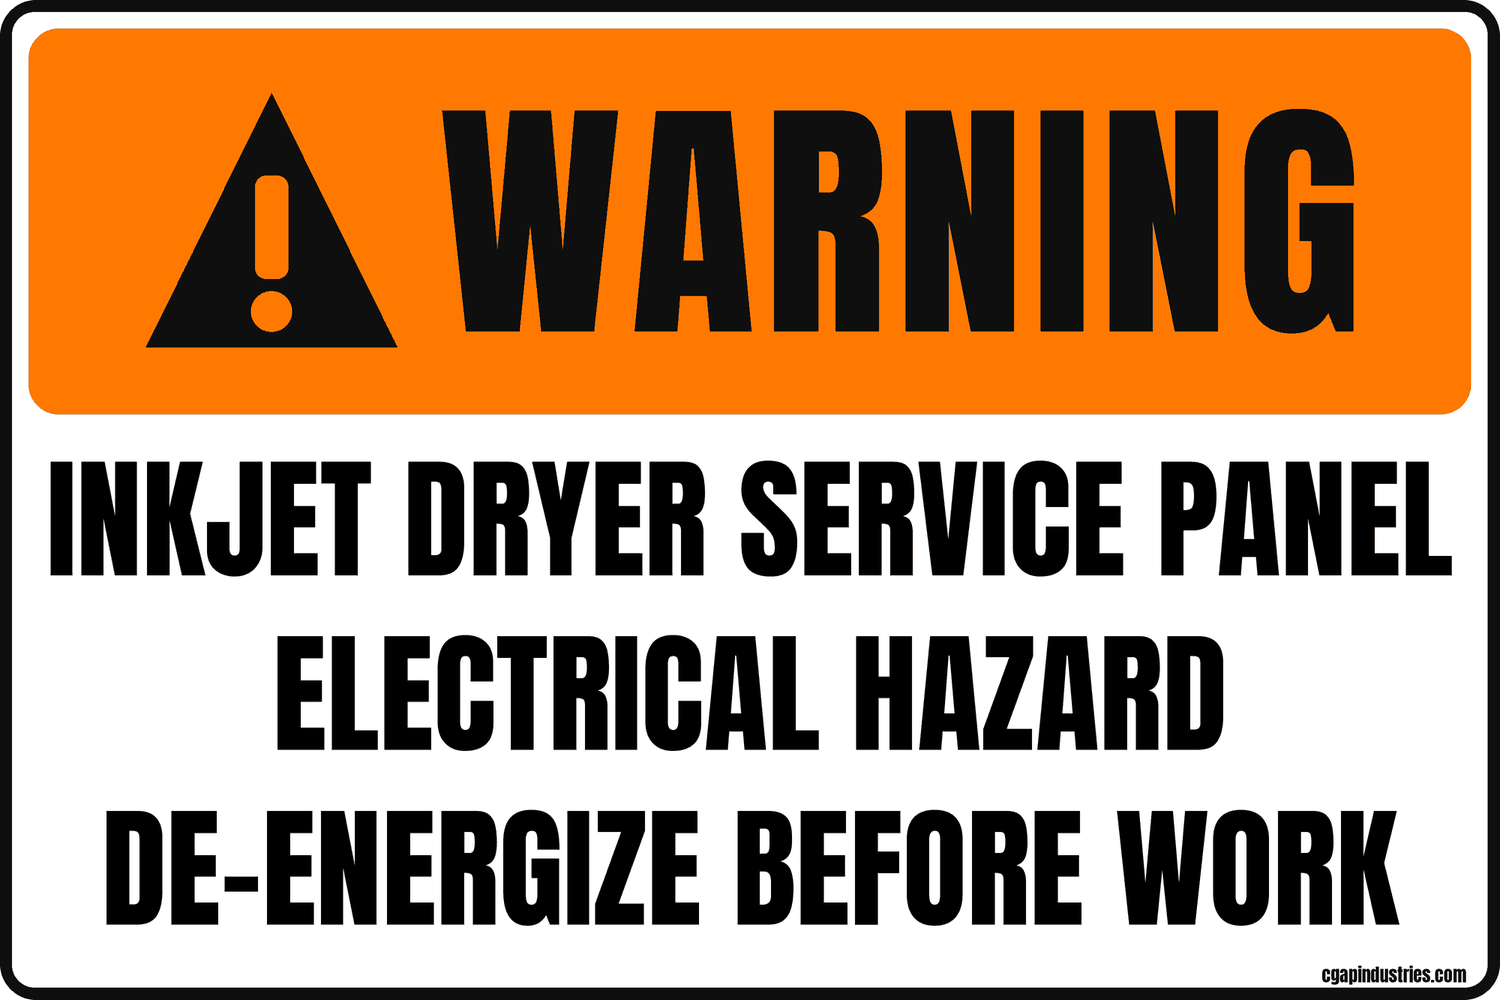 WARNING
INKJET DRYER SERVICE PANEL
ELECTRICAL HAZARD
DE-ENERGIZE BEFORE WORK
cgapindustries.com